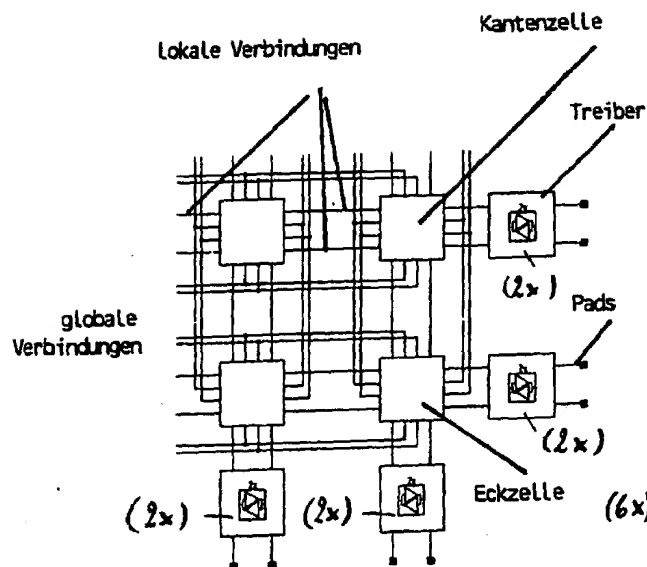 Kantenzelle
lokale Verbindungen
Treiber
(2x)
globale
Verbindungen
Pads
(2x)
Eckzelle
(2x)
(2x)
(6x)